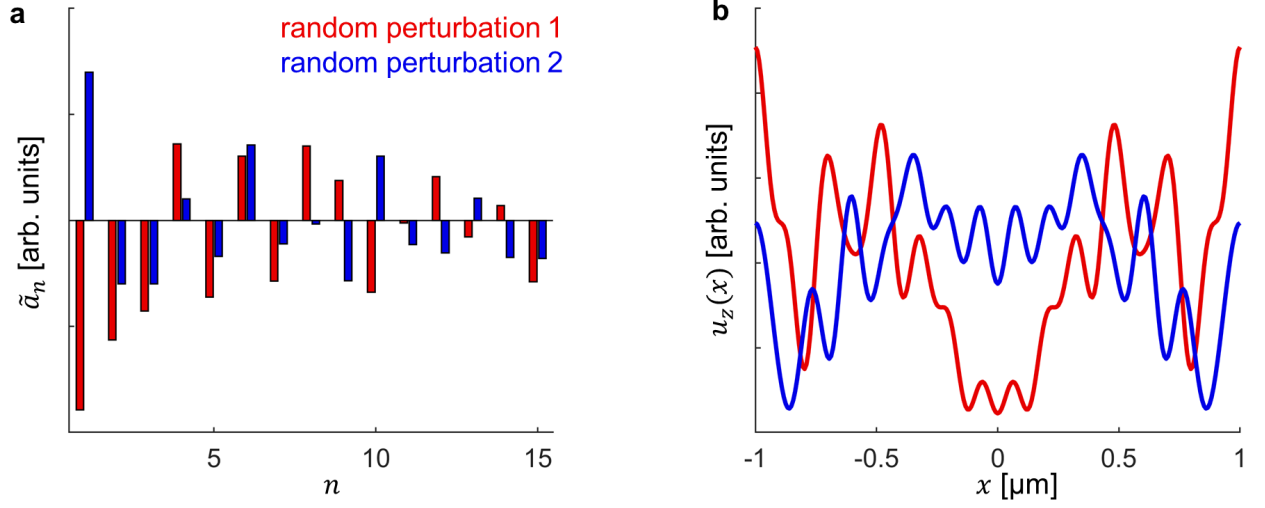 a
random perturbation 1
random perturbation 2
ãₙ [arb. units]
5 10 15
n
b
u_z(x) [arb. units]
-1 -0.5 0 0.5 1
x [µm]